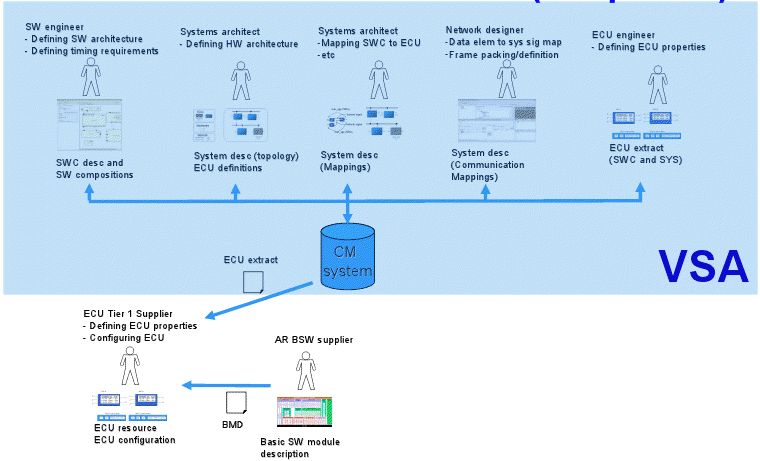 SW engineer
- Defining SW architecture
- Defining timing requirements
Systems architect
- Defining HW architecture
Systems architect
-Mapping SWC to ECU
-etc
Network designer
-Data elem to sys sig map
-Frame packing/definition
ECU engineer
- Defining ECU properties
SWC desc and
SW compositions
System desc (topology)
ECU definitions
System desc
(Mappings)
System desc
(Communication
Mappings)
ECU extract
(SWC and SYS)
CM
system
VSA
ECU extract
ECU Tier 1 Supplier
- Defining ECU properties
- Configuring ECU
AR BSW supplier
ECU resource
ECU configuration
BMD
Basic SW module
description